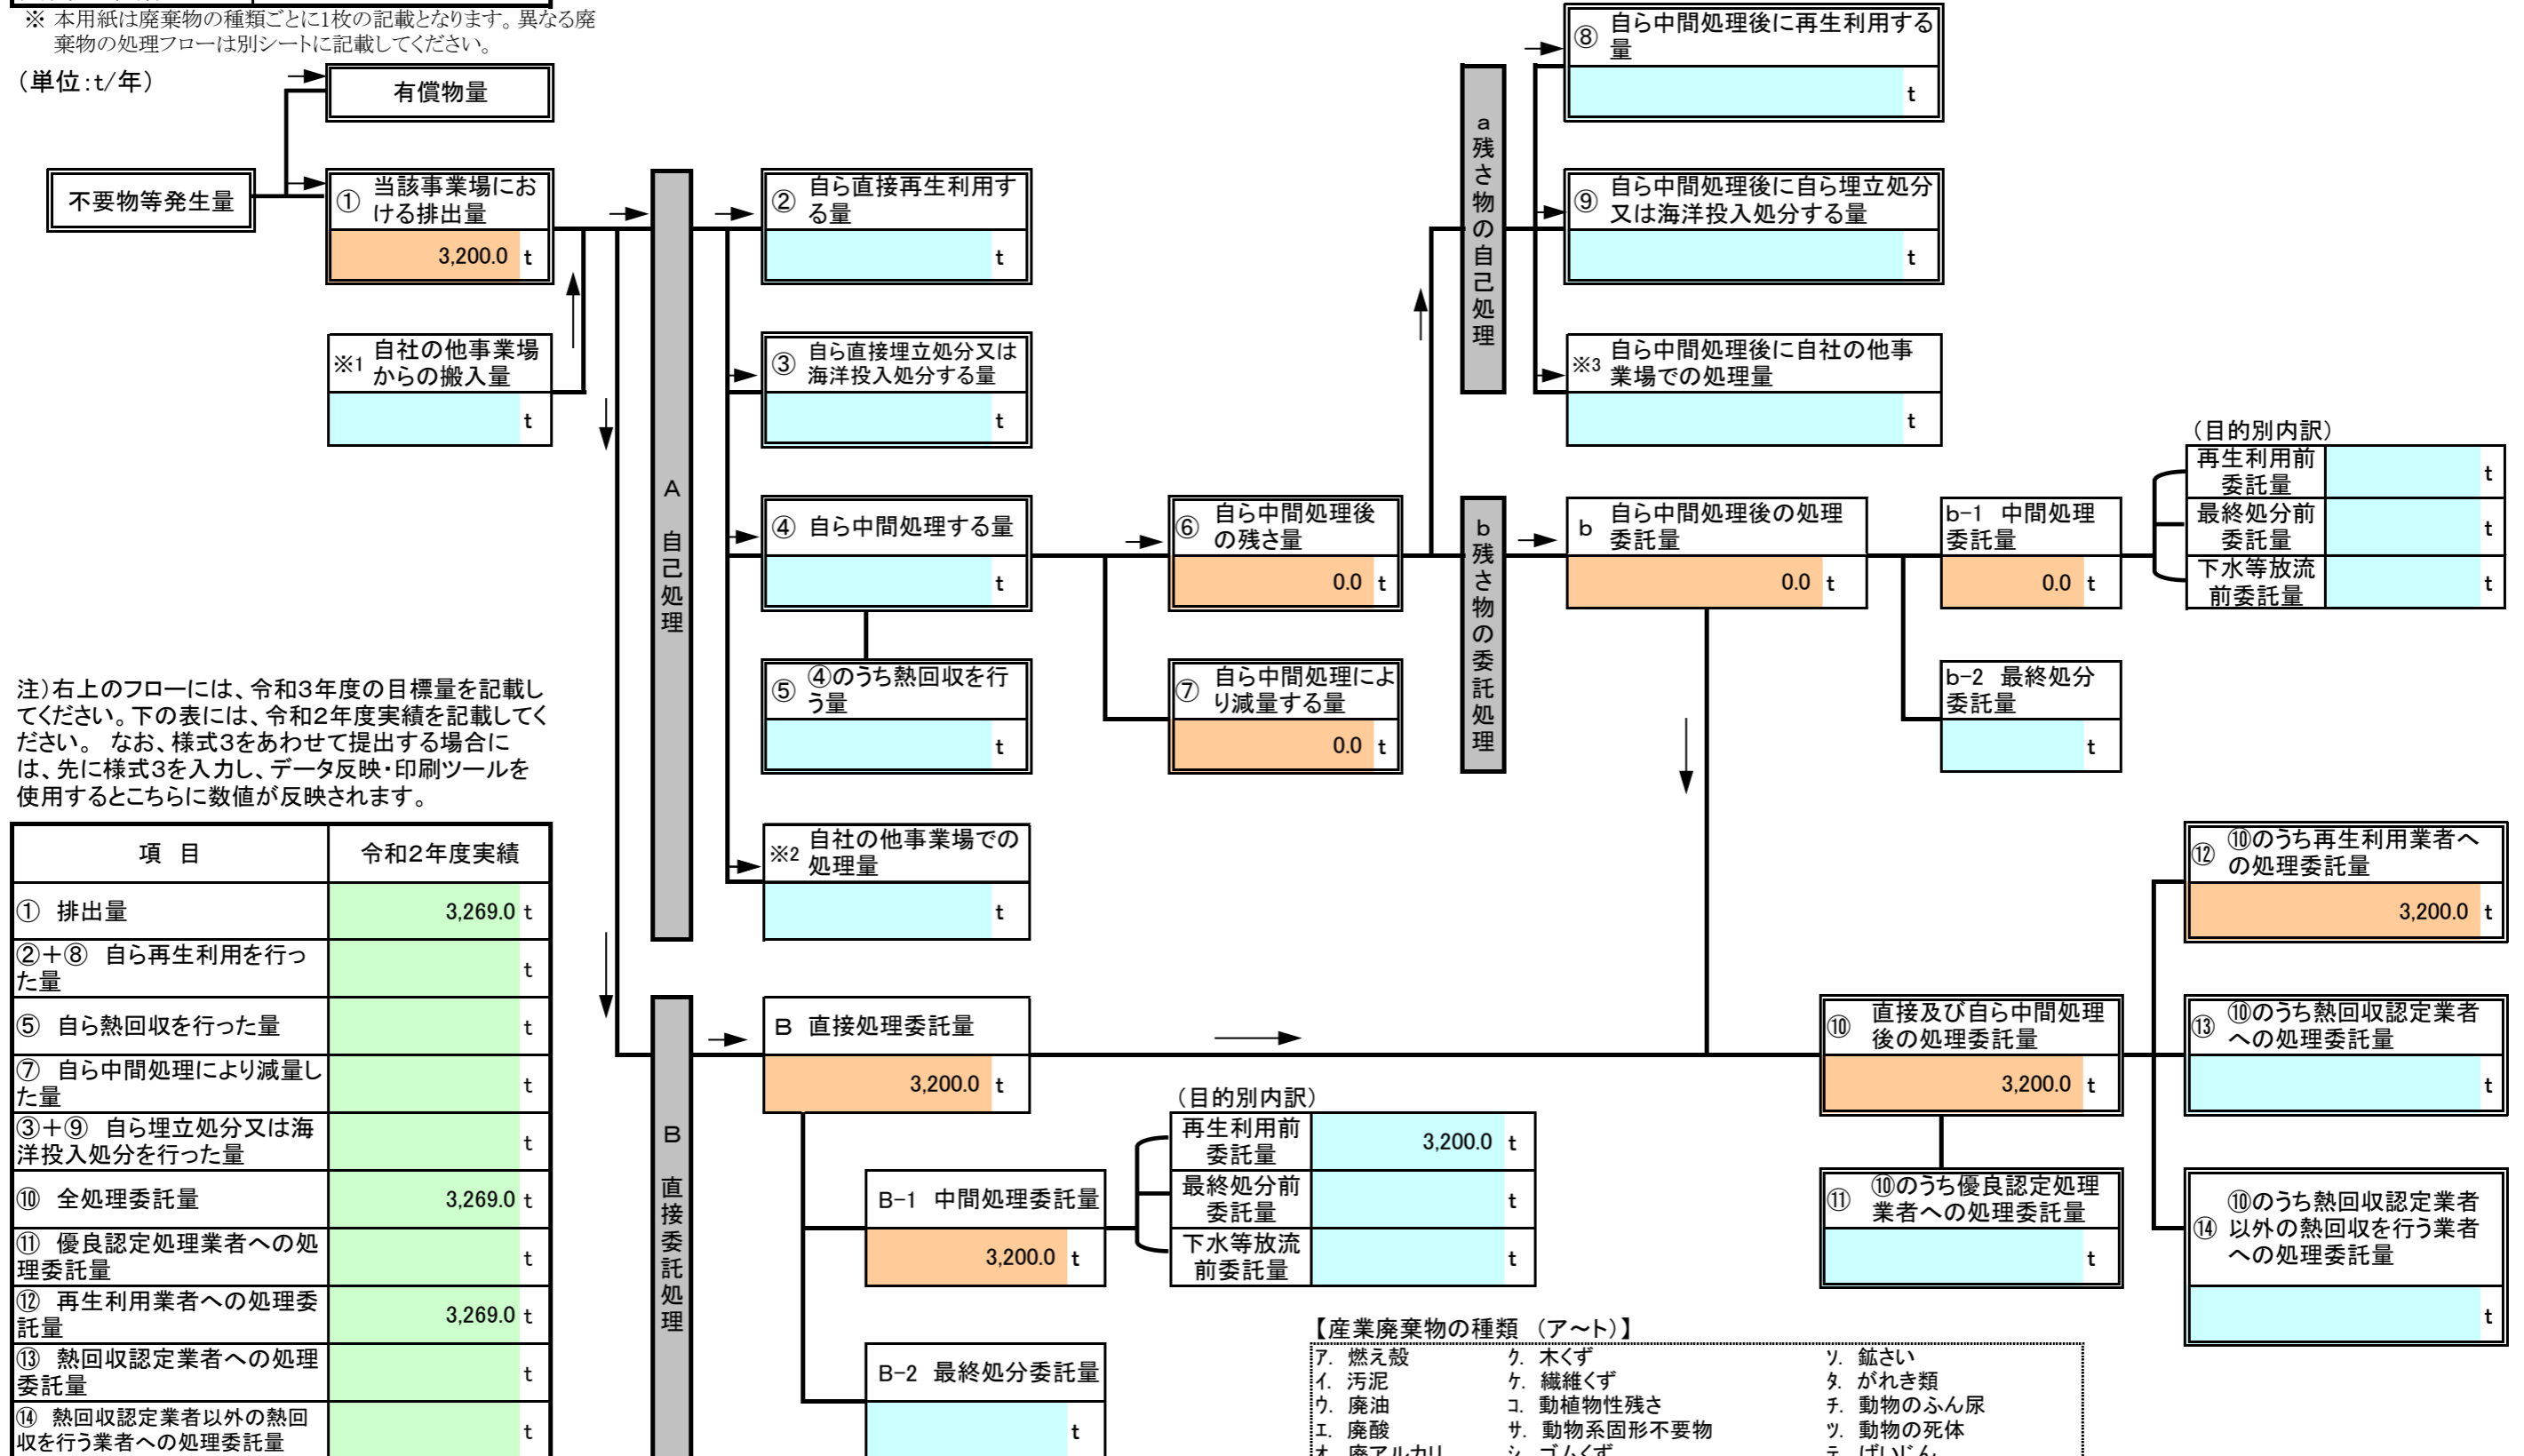 ※ 本用紙は廃棄物の種類ごとに1枚の記載となります。異なる廃
棄物の処理フローは別シートに記載してください。
（単位：t/年）
有償物量
不要物等発生量
① 当該事業場にお
ける排出量
3,200.0 t
※1 自社の他事業場
からの搬入量
t
A 自己処理
② 自ら直接再生利用す
る量
t
③ 自ら直接埋立処分又は
海洋投入処分する量
t
④ 自ら中間処理する量
t
⑤ ④のうち熱回収を行
う量
t
※2 自社の他事業場での
処理量
t
⑥ 自ら中間処理後
の残さ量
0.0 t
⑦ 自ら中間処理によ
り減量する量
0.0 t
a 残さ物の自己処理
⑧ 自ら中間処理後に再生利用する
量
t
⑨ 自ら中間処理後に自ら埋立処分
又は海洋投入処分する量
t
※3 自ら中間処理後に自社の他事
業場での処理量
t
b 残さ物の委託処理
b 自ら中間処理後の処理
委託量
0.0 t
b-1 中間処理
委託量
0.0 t
（目的別内訳）
再生利用前
委託量
t
最終処分前
委託量
t
下水等放流
前委託量
t
b-2 最終処分
委託量
t
注）右上のフローには、令和3年度の目標量を記載し
てください。下の表には、令和２年度実績を記載してく
ださい。 なお、様式３をあわせて提出する場合に
は、先に様式３を入力し、データ反映・印刷ツールを
使用するとこちらに数値が反映されます。
項 目 令和２年度実績
① 排出量 3,269.0 t
②＋⑧ 自ら再生利用を行っ
た量
t
⑤ 自ら熱回収を行った量 t
⑦ 自ら中間処理により減量し
た量
t
③＋⑨ 自ら埋立処分又は海
洋投入処分を行った量
t
⑩ 全処理委託量 3,269.0 t
⑪ 優良認定処理業者への処
理委託量
t
⑫ 再生利用業者への処理委
託量
3,269.0 t
⑬ 熱回収認定業者への処理
委託量
t
⑭ 熱回収認定業者以外の熱回
収を行う業者への処理委託量
t
B 直接委託処理
B 直接処理委託量
3,200.0 t
B-1 中間処理委託量
3,200.0 t
（目的別内訳）
再生利用前
委託量
3,200.0 t
最終処分前
委託量
t
下水等放流
前委託量
t
B-2 最終処分委託量
t
⑩ 直接及び自ら中間処理
後の処理委託量
3,200.0 t
⑪ ⑩のうち優良認定処理
業者への処理委託量
t
⑫ ⑩のうち再生利用業者へ
の処理委託量
3,200.0 t
⑬ ⑩のうち熱回収認定業者
への処理委託量
t
⑭ ⑩のうち熱回収認定業者
以外の熱回収を行う業者
への処理委託量
t
【産業廃棄物の種類 （ア～ト）】
ア. 燃え殻 ク. 木くず ソ. 鉱さい
イ. 汚泥 ケ. 繊維くず タ. がれき類
ウ. 廃油 コ. 動植物性残さ チ. 動物のふん尿
エ. 廃酸 サ. 動物系固形不要物 ツ. 動物の死体
オ. 廃アルカリ シ. ゴムくず テ. ばいじん